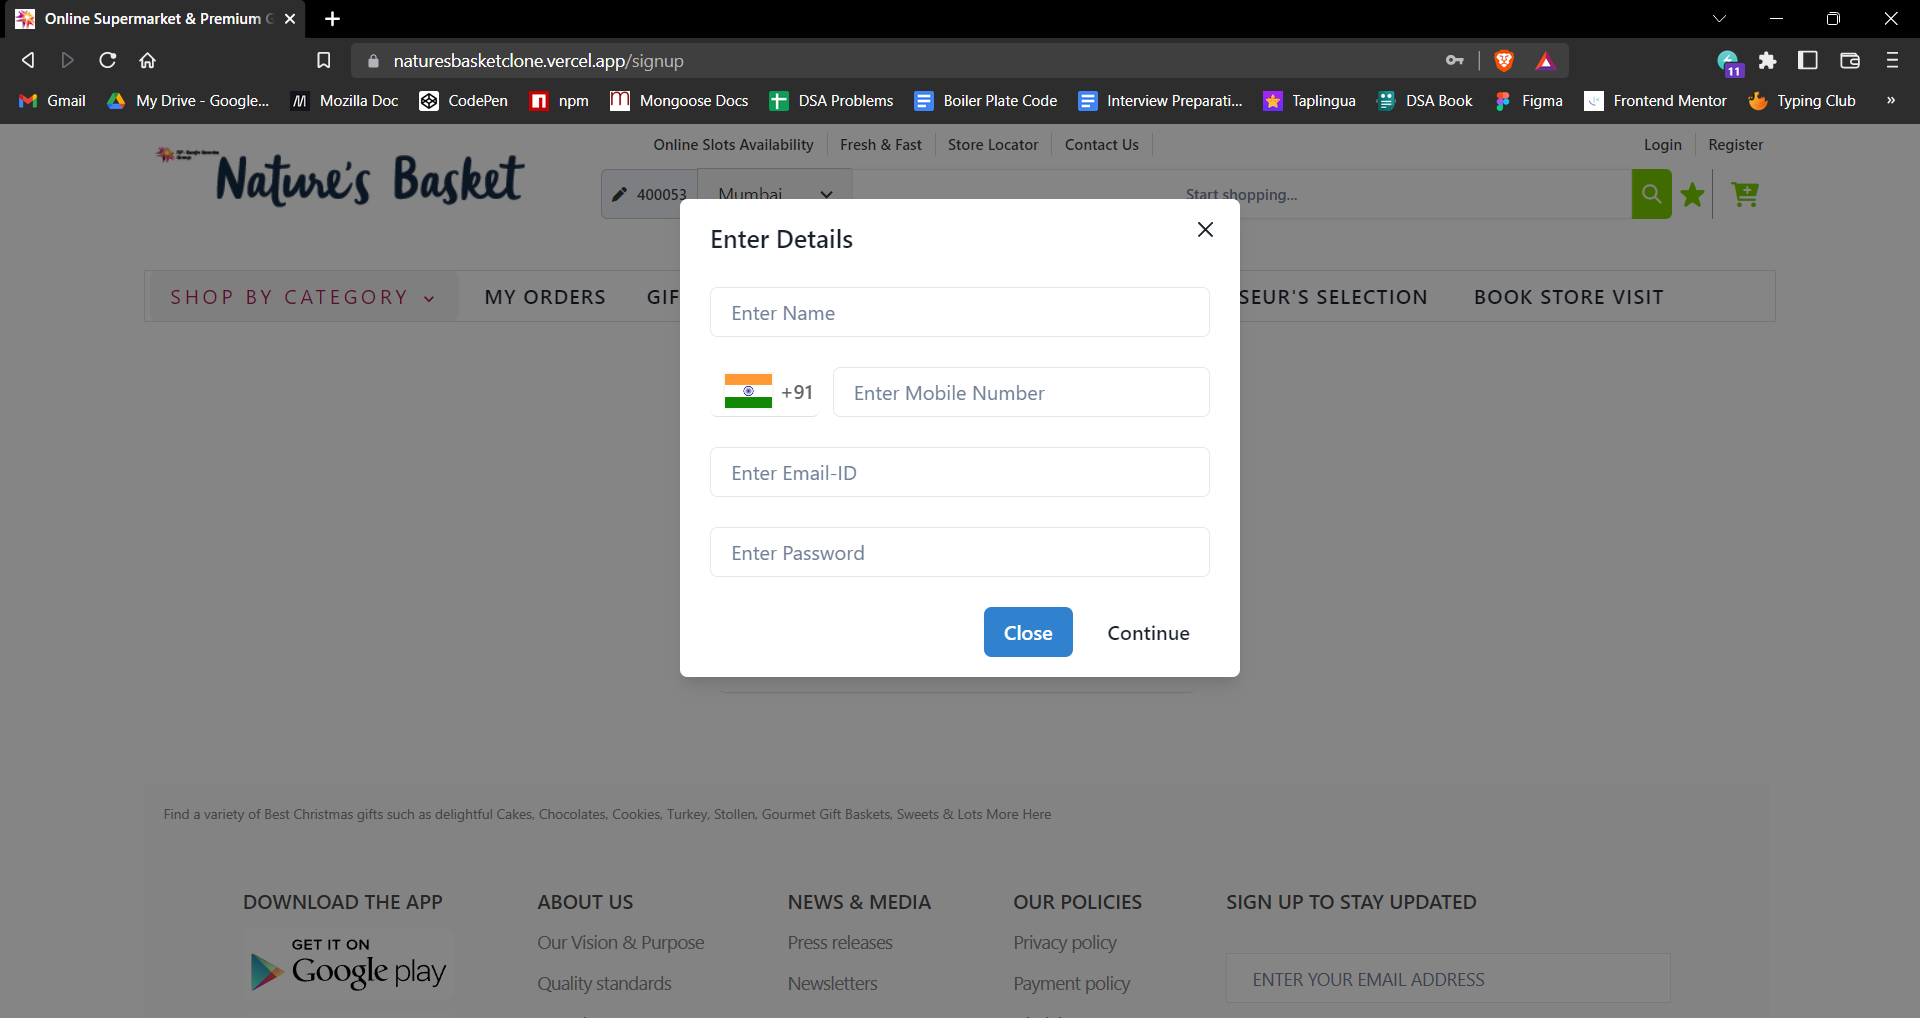 Online Supermarket & Premium G
naturesbasketclone.vercel.app/signup
11
Gmail
My Drive - Google...
Mozilla Doc
CodePen
npm
Mongoose Docs
DSA Problems
Boiler Plate Code
Interview Preparati...
Taplingua
DSA Book
Figma
Frontend Mentor
Typing Club
»
Online Slots Availability
Fresh & Fast
Store Locator
Contact Us
Login
Register
Nature's Basket
400053
Mumbai
Start shopping...
SHOP BY CATEGORY
MY ORDERS
GIF
SEUR'S SELECTION
BOOK STORE VISIT
Enter Details
Enter Name
+91
Enter Mobile Number
Enter Email-ID
Enter Password
Close
Continue
Find a variety of Best Christmas gifts such as delightful Cakes, Chocolates, Cookies, Turkey, Stollen, Gourmet Gift Baskets, Sweets & Lots More Here
DOWNLOAD THE APP
GET IT ON
Google play
ABOUT US
Our Vision & Purpose
Quality standards
NEWS & MEDIA
Press releases
Newsletters
OUR POLICIES
Privacy policy
Payment policy
SIGN UP TO STAY UPDATED
ENTER YOUR EMAIL ADDRESS